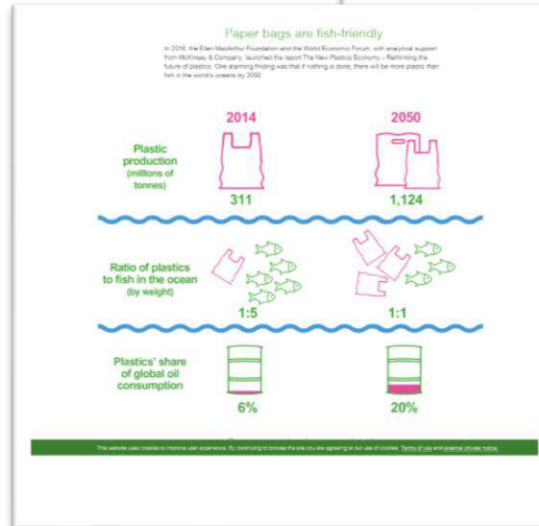 Paper bags are fish-friendly
In 2016, the Ellen MacArthur Foundation and the World Economic Forum, with analytical support
from McKinsey & Company, launched the report The New Plastics Economy – Rethinking the
future of plastics. One alarming finding was that if nothing is done, there will be more plastic than
fish in the world's oceans by 2050.
2014 2050
Plastic
production
(millions of
tonnes)
311 1,124
Ratio of plastics
to fish in the ocean
(by weight)
1:5 1:1
Plastics' share
of global oil
consumption
6% 20%
This website uses cookies to improve user experience. By continuing to browse the site you are agreeing to our use of cookies. Terms of use and external private notice.